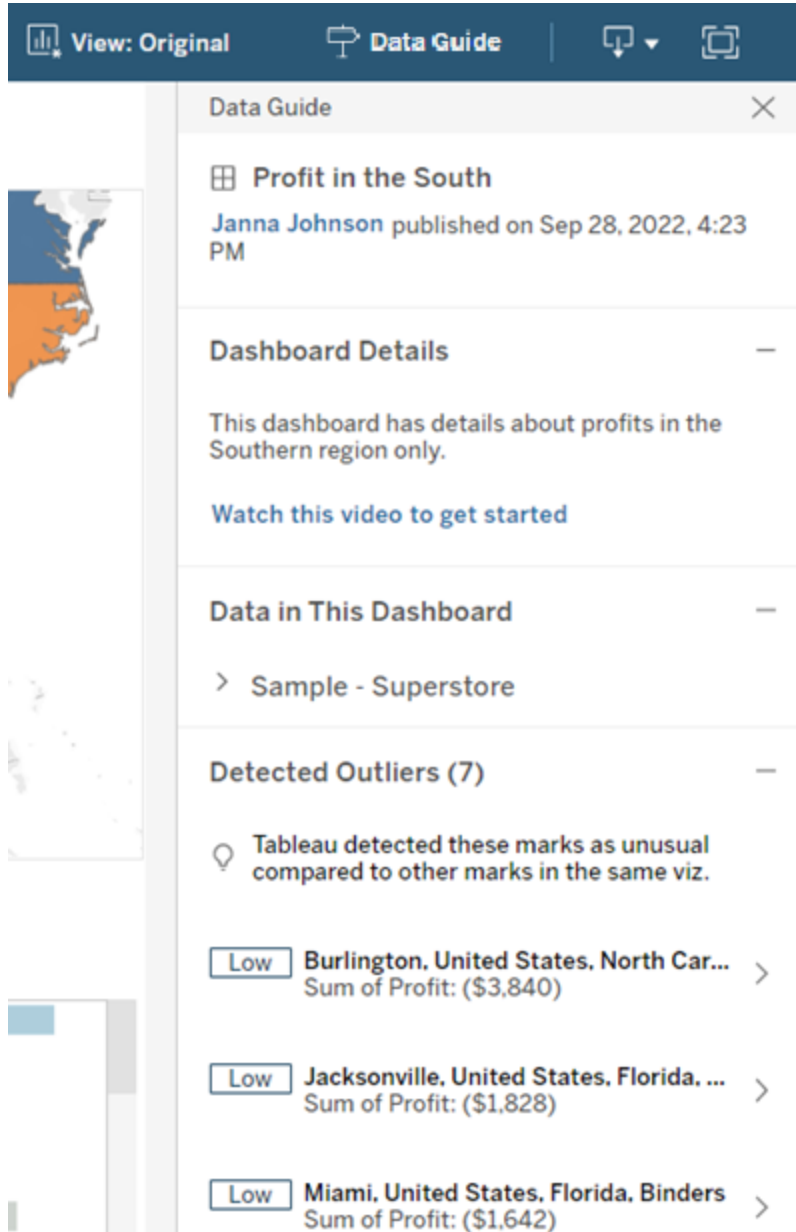 View: Original
Data Guide
Data Guide
Profit in the South
Janna Johnson published on Sep 28, 2022, 4:23
PM
Dashboard Details
This dashboard has details about profits in the
Southern region only.
Watch this video to get started
Data in This Dashboard
Sample - Superstore
Detected Outliers (7)
Tableau detected these marks as unusual
compared to other marks in the same viz.
Low
Burlington, United States, North Car...
Sum of Profit: ($3,840)
Low
Jacksonville, United States, Florida, ...
Sum of Profit: ($1,828)
Low
Miami, United States, Florida, Binders
Sum of Profit: ($1,642)